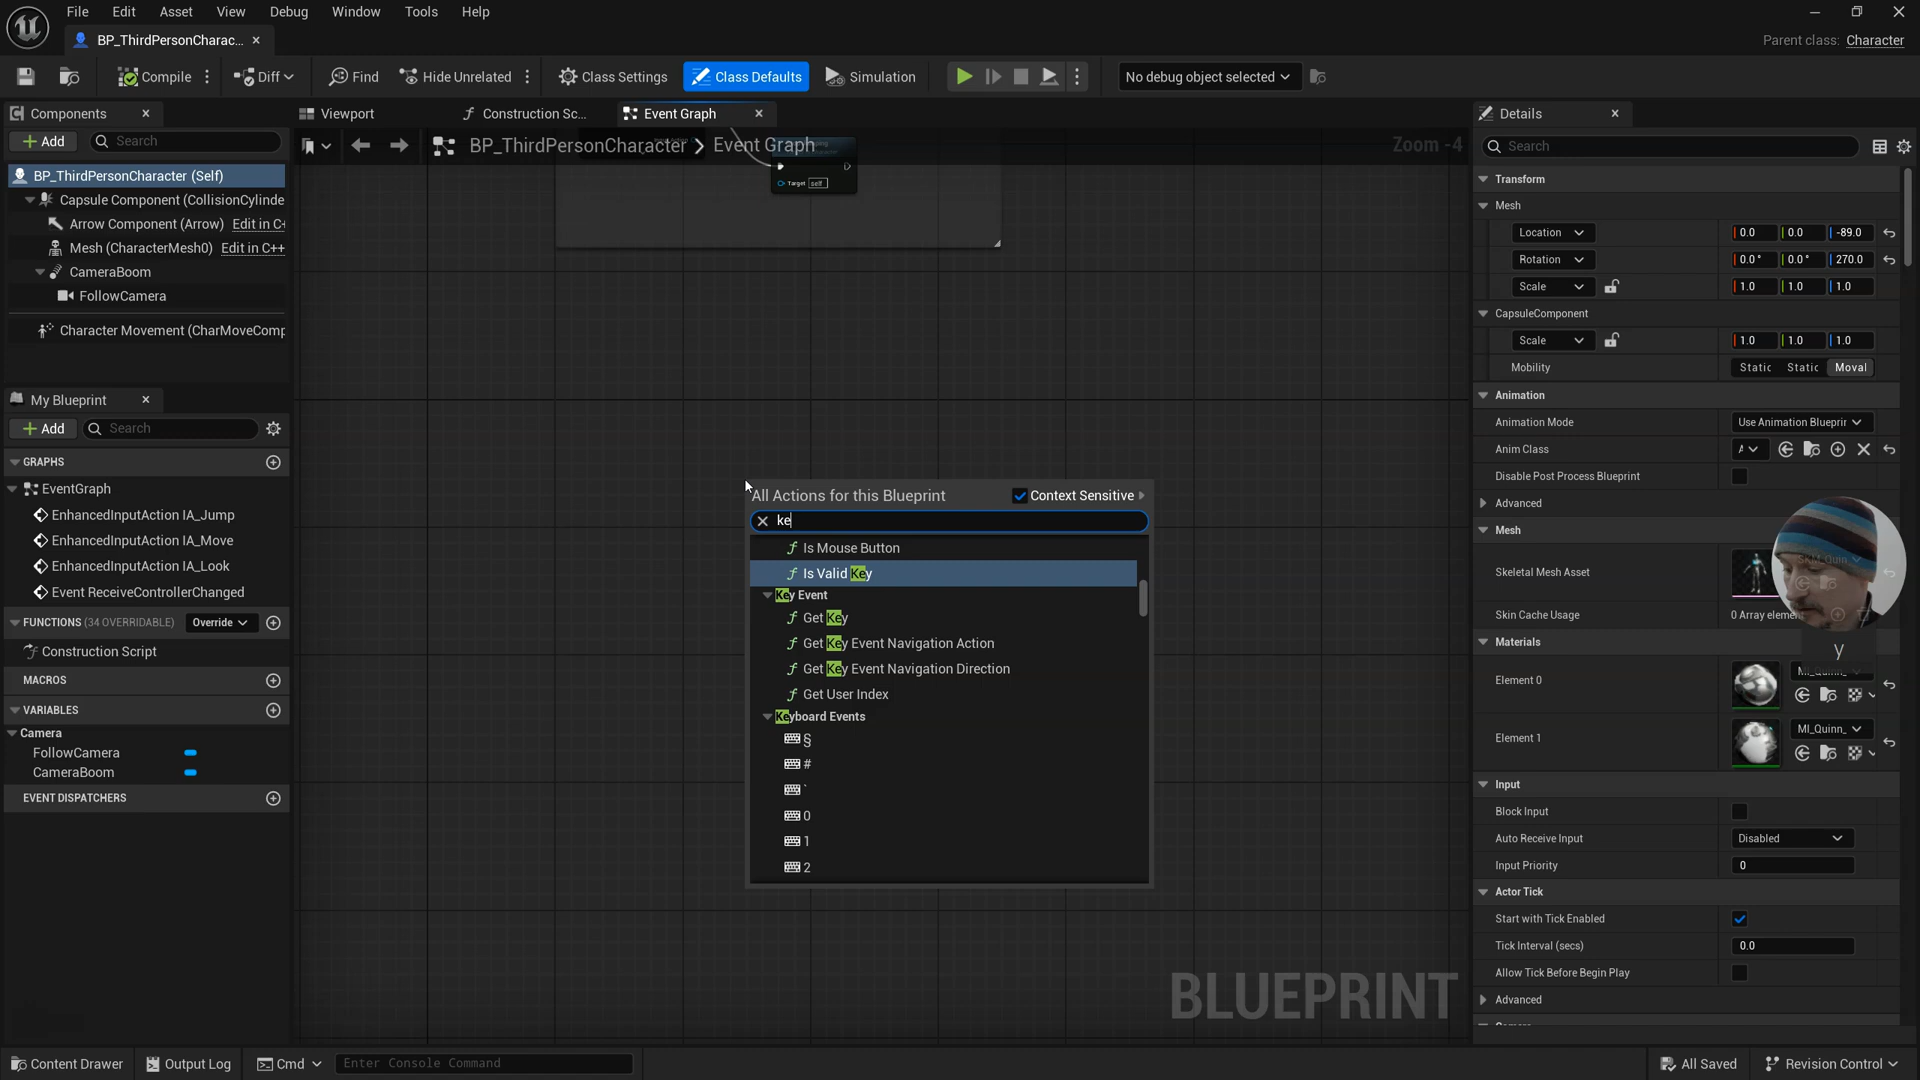 File Edit Asset View Debug Window Tools Help
BP_ThirdPersonCharac...
Parent class: Character
Compile Diff Find Hide Unrelated Class Settings Class Defaults Simulation No debug object selected
Components
Add Search
BP_ThirdPersonCharacter (Self)
Capsule Component (CollisionCylinde
Arrow Component (Arrow) Edit in C+
Mesh (CharacterMesh0) Edit in C++
CameraBoom
FollowCamera
Character Movement (CharMoveComp
My Blueprint
Add Search
GRAPHS
EventGraph
EnhancedInputAction IA_Jump
EnhancedInputAction IA_Move
EnhancedInputAction IA_Look
Event ReceiveControllerChanged
FUNCTIONS (34 OVERRIDABLE) Override
Construction Script
MACROS
VARIABLES
Camera
FollowCamera
CameraBoom
EVENT DISPATCHERS
Viewport Construction Sc... Event Graph
BP_ThirdPersonCharacter > Event Graph Zoom -4
Target self
All Actions for this Blueprint Context Sensitive
ke
Is Mouse Button
Is Valid Key
Key Event
Get Key
Get Key Event Navigation Action
Get Key Event Navigation Direction
Get User Index
Keyboard Events
§
#
`
0
1
2
BLUEPRINT
Details
Search
Transform
Mesh
Location 0.0 0.0 -89.0
Rotation 0.0° 0.0° 270.0
Scale 1.0 1.0 1.0
CapsuleComponent
Scale 1.0 1.0 1.0
Mobility Static Static Moval
Animation
Animation Mode Use Animation Blueprir
Anim Class
Disable Post Process Blueprint
Advanced
Mesh
Skeletal Mesh Asset
Skin Cache Usage 0 Array eleme
Materials
y
Element 0 MI_Quinn_
Element 1 MI_Quinn_
Input
Block Input
Auto Receive Input Disabled
Input Priority 0
Actor Tick
Start with Tick Enabled
Tick Interval (secs) 0.0
Allow Tick Before Begin Play
Advanced
Content Drawer Output Log Cmd Enter Console Command All Saved Revision Control